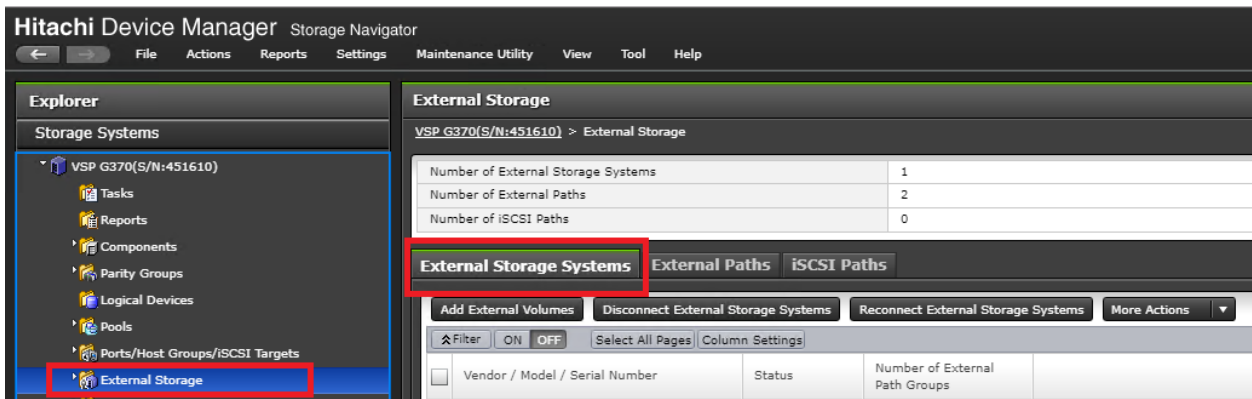 Hitachi Device Manager Storage Navigator
File Actions Reports Settings Maintenance Utility View Tool Help
Explorer
Storage Systems
VSP G370(S/N:451610)
Tasks
Reports
Components
Parity Groups
Logical Devices
Pools
Ports/Host Groups/iSCSI Targets
External Storage
External Storage
VSP G370(S/N:451610) > External Storage
Number of External Storage Systems 1
Number of External Paths 2
Number of iSCSI Paths 0
External Storage Systems External Paths iSCSI Paths
Add External Volumes Disconnect External Storage Systems Reconnect External Storage Systems More Actions
Filter ON OFF Select All Pages Column Settings
Vendor / Model / Serial Number Status Number of External
Path Groups